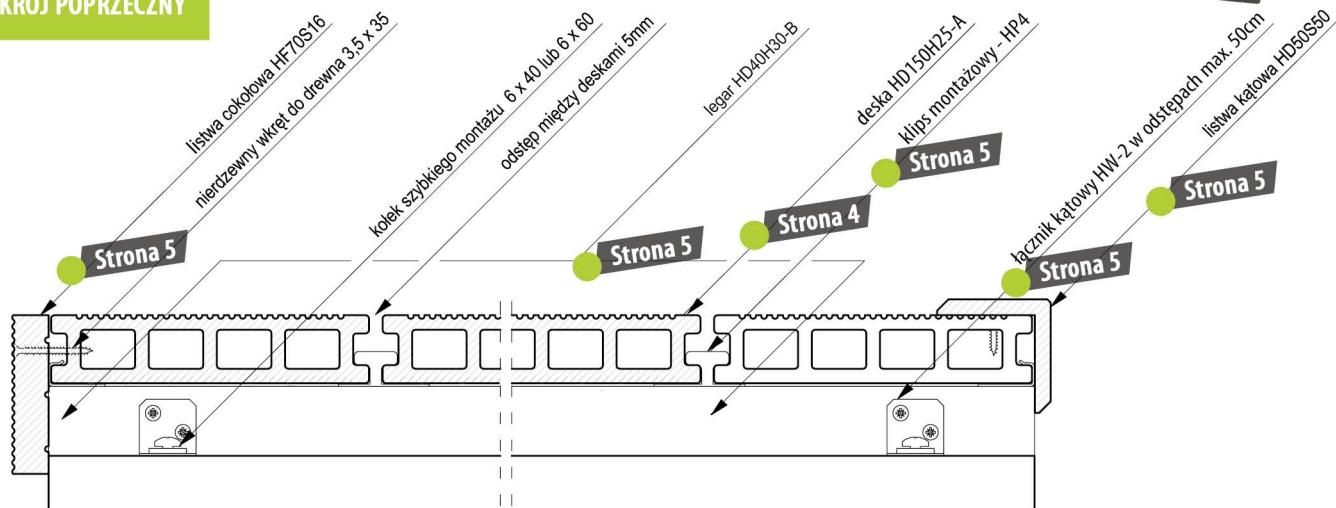 KRÓJ POPRZECZNY
listwa cokołowa HF70S16
nierdzewny wkręt do drewna 3,5 x 35
kołek szybkiego montażu 6 x 40 lub 6 x 60
odstęp między deskami 5mm
legar HD40H30-B
deska HD150H25-A
klips montażowy - HP4
łącznik kątowy HW-2 w odstępach max. 50cm
listwa kątowa HD50S50
Strona 5
Strona 5
Strona 4
Strona 5
Strona 5
Strona 5